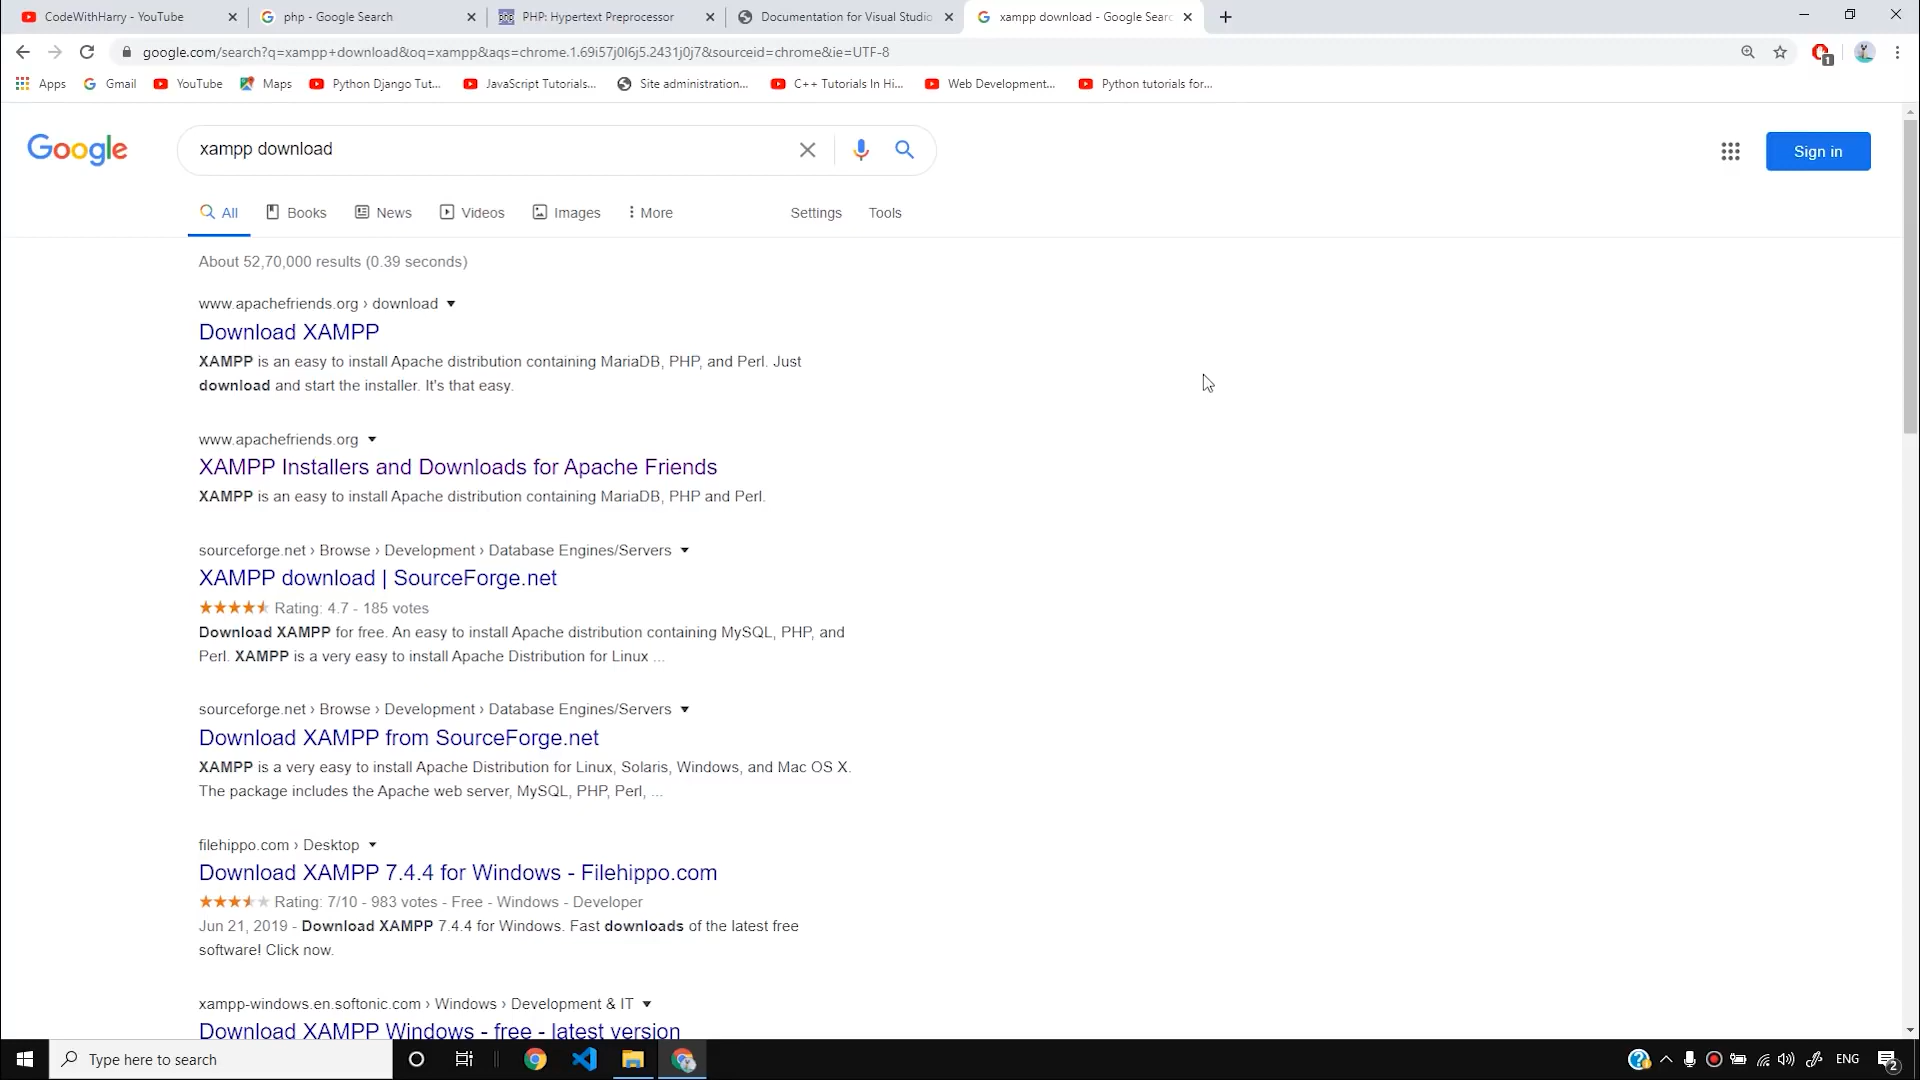 CodeWithHarry - YouTube
php - Google Search
PHP: Hypertext Preprocessor
Documentation for Visual Studio
xampp download - Google Searc
google.com/search?q=xampp+download&oq=xampp&aqs=chrome.1.69i57j0l6j5.2431j0j7&sourceid=chrome&ie=UTF-8
1
Apps
Gmail
YouTube
Maps
Python Django Tut...
JavaScript Tutorials...
Site administration...
C++ Tutorials In Hi...
Web Development...
Python tutorials for...
Google
xampp download
Sign in
All
Books
News
Videos
Images
More
Settings
Tools
About 52,70,000 results (0.39 seconds)
www.apachefriends.org › download
Download XAMPP
XAMPP is an easy to install Apache distribution containing MariaDB, PHP, and Perl. Just
download and start the installer. It's that easy.
www.apachefriends.org
XAMPP Installers and Downloads for Apache Friends
XAMPP is an easy to install Apache distribution containing MariaDB, PHP and Perl.
sourceforge.net › Browse › Development › Database Engines/Servers
XAMPP download | SourceForge.net
Rating: 4.7 - 185 votes
Download XAMPP for free. An easy to install Apache distribution containing MySQL, PHP, and
Perl. XAMPP is a very easy to install Apache Distribution for Linux ...
sourceforge.net › Browse › Development › Database Engines/Servers
Download XAMPP from SourceForge.net
XAMPP is a very easy to install Apache Distribution for Linux, Solaris, Windows, and Mac OS X.
The package includes the Apache web server, MySQL, PHP, Perl, ...
filehippo.com › Desktop
Download XAMPP 7.4.4 for Windows - Filehippo.com
Rating: 7/10 - 983 votes - Free - Windows - Developer
Jun 21, 2019 - Download XAMPP 7.4.4 for Windows. Fast downloads of the latest free
software! Click now.
xampp-windows.en.softonic.com › Windows › Development & IT
Download XAMPP Windows - free - latest version
Type here to search
ENG
2